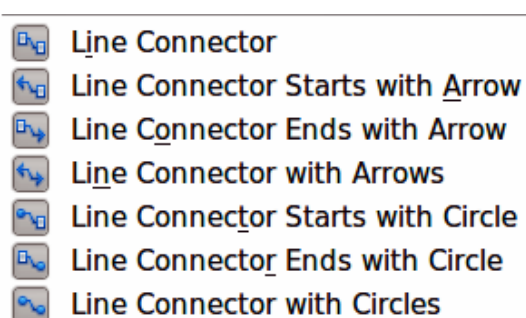 Line Connector
Line Connector Starts with Arrow
Line Connector Ends with Arrow
Line Connector with Arrows
Line Connector Starts with Circle
Line Connector Ends with Circle
Line Connector with Circles